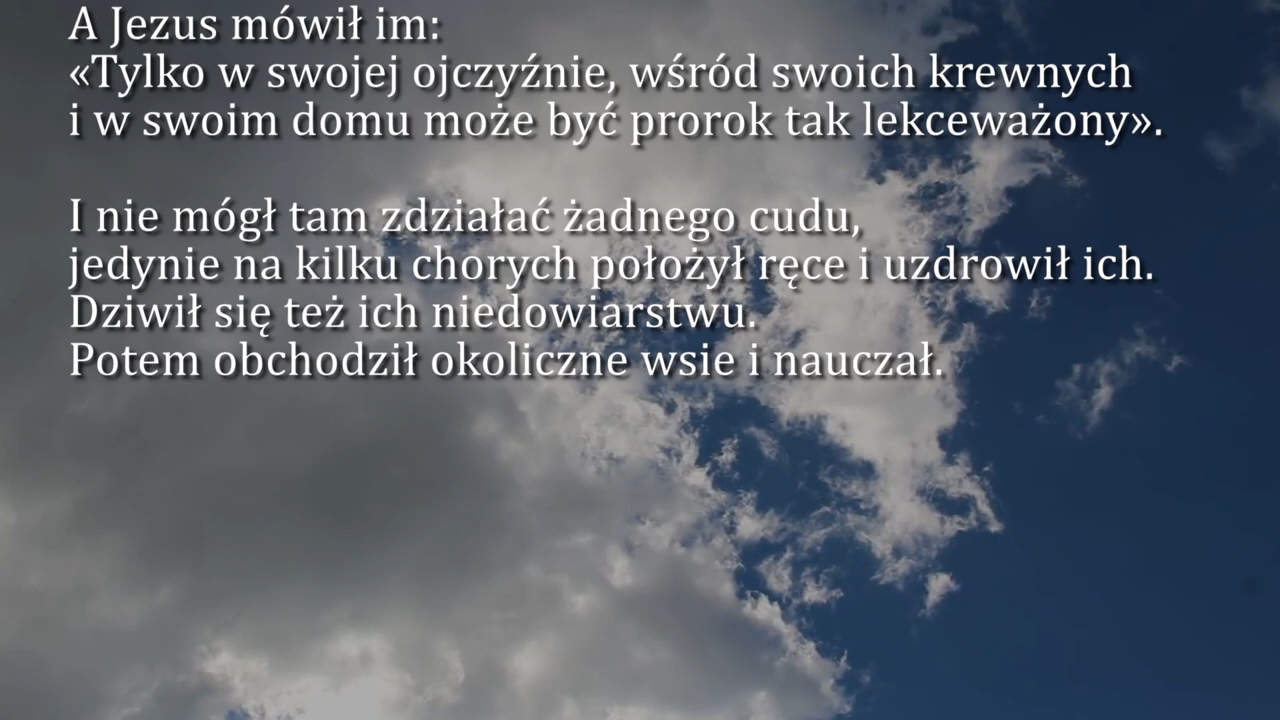 A Jezus mówił im:
«Tylko w swojej ojczyźnie, wśród swoich krewnych
i w swoim domu może być prorok tak lekceważony».
I nie mógł tam zdziałać żadnego cudu,
jedynie na kilku chorych położył ręce i uzdrowił ich.
Dziwił się też ich niedowiarstwu.
Potem obchodził okoliczne wsie i nauczał.